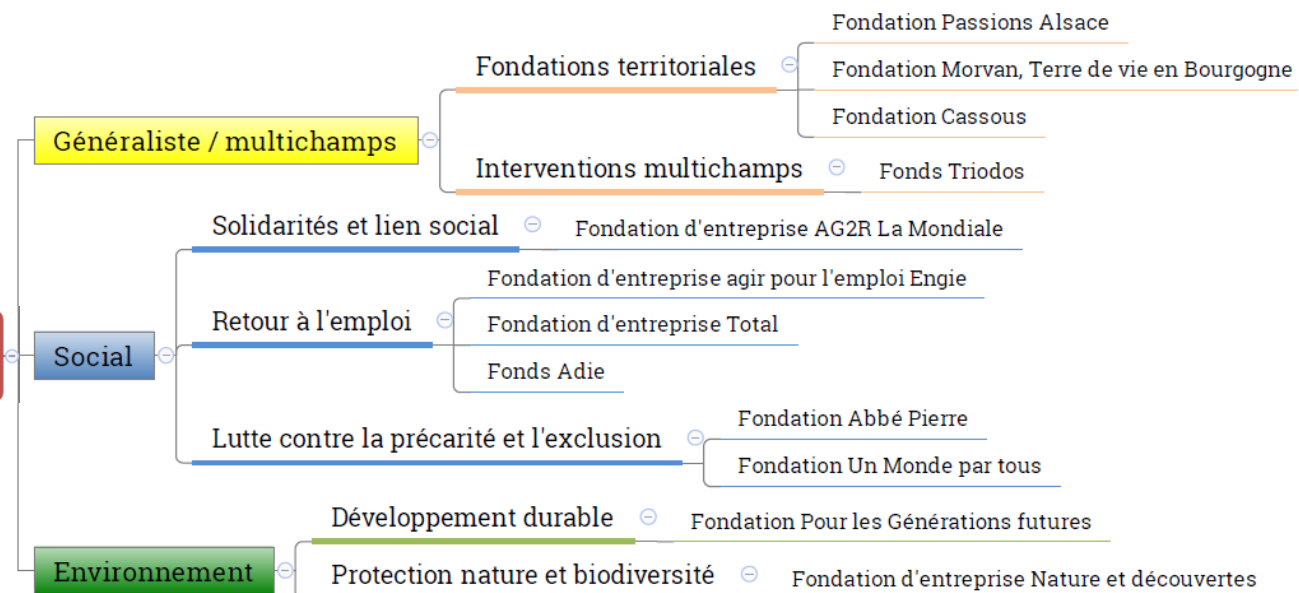 Généraliste / multichamps
Fondations territoriales
Fondation Passions Alsace
Fondation Morvan, Terre de vie en Bourgogne
Fondation Cassous
Interventions multichamps
Fonds Triodos
Social
Solidarités et lien social
Fondation d'entreprise AG2R La Mondiale
Retour à l'emploi
Fondation d'entreprise agir pour l'emploi Engie
Fondation d'entreprise Total
Fonds Adie
Lutte contre la précarité et l'exclusion
Fondation Abbé Pierre
Fondation Un Monde par tous
Environnement
Développement durable
Fondation Pour les Générations futures
Protection nature et biodiversité
Fondation d'entreprise Nature et découvertes